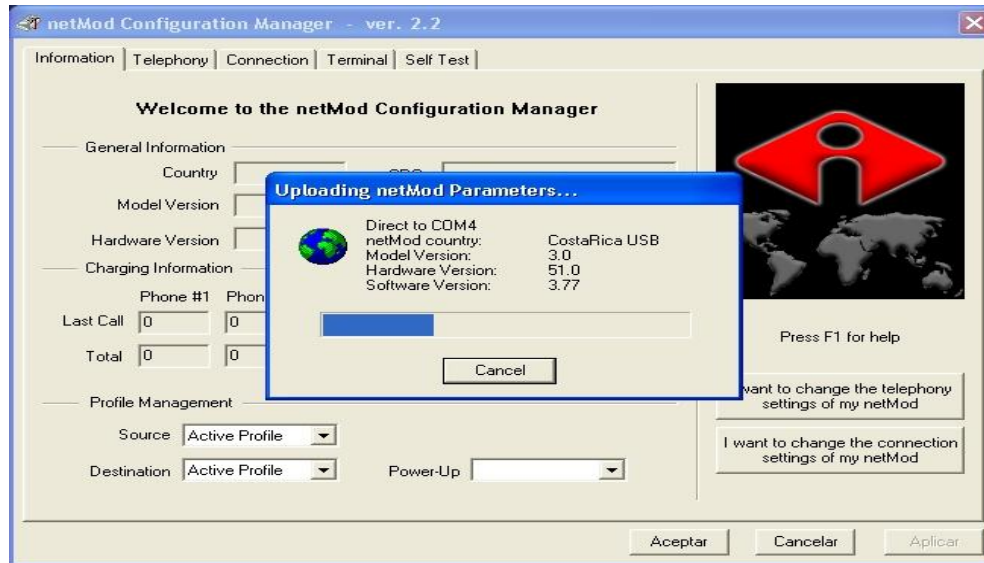 netMod Configuration Manager - ver. 2.2
Information Telephony Connection Terminal Self Test
Welcome to the netMod Configuration Manager
General Information
Country
Model Version
Hardware Version
Charging Information
Phone #1 Phon
Last Call 0 0
Total 0 0
Profile Management
Source Active Profile
Destination Active Profile Power-Up
Uploading netMod Parameters...
Direct to COM4
netMod country: CostaRica USB
Model Version: 3.0
Hardware Version: 51.0
Software Version: 3.77
Cancel
Press F1 for help
want to change the telephony
settings of my netMod
I want to change the connection
settings of my netMod
Aceptar Cancelar Aplicar